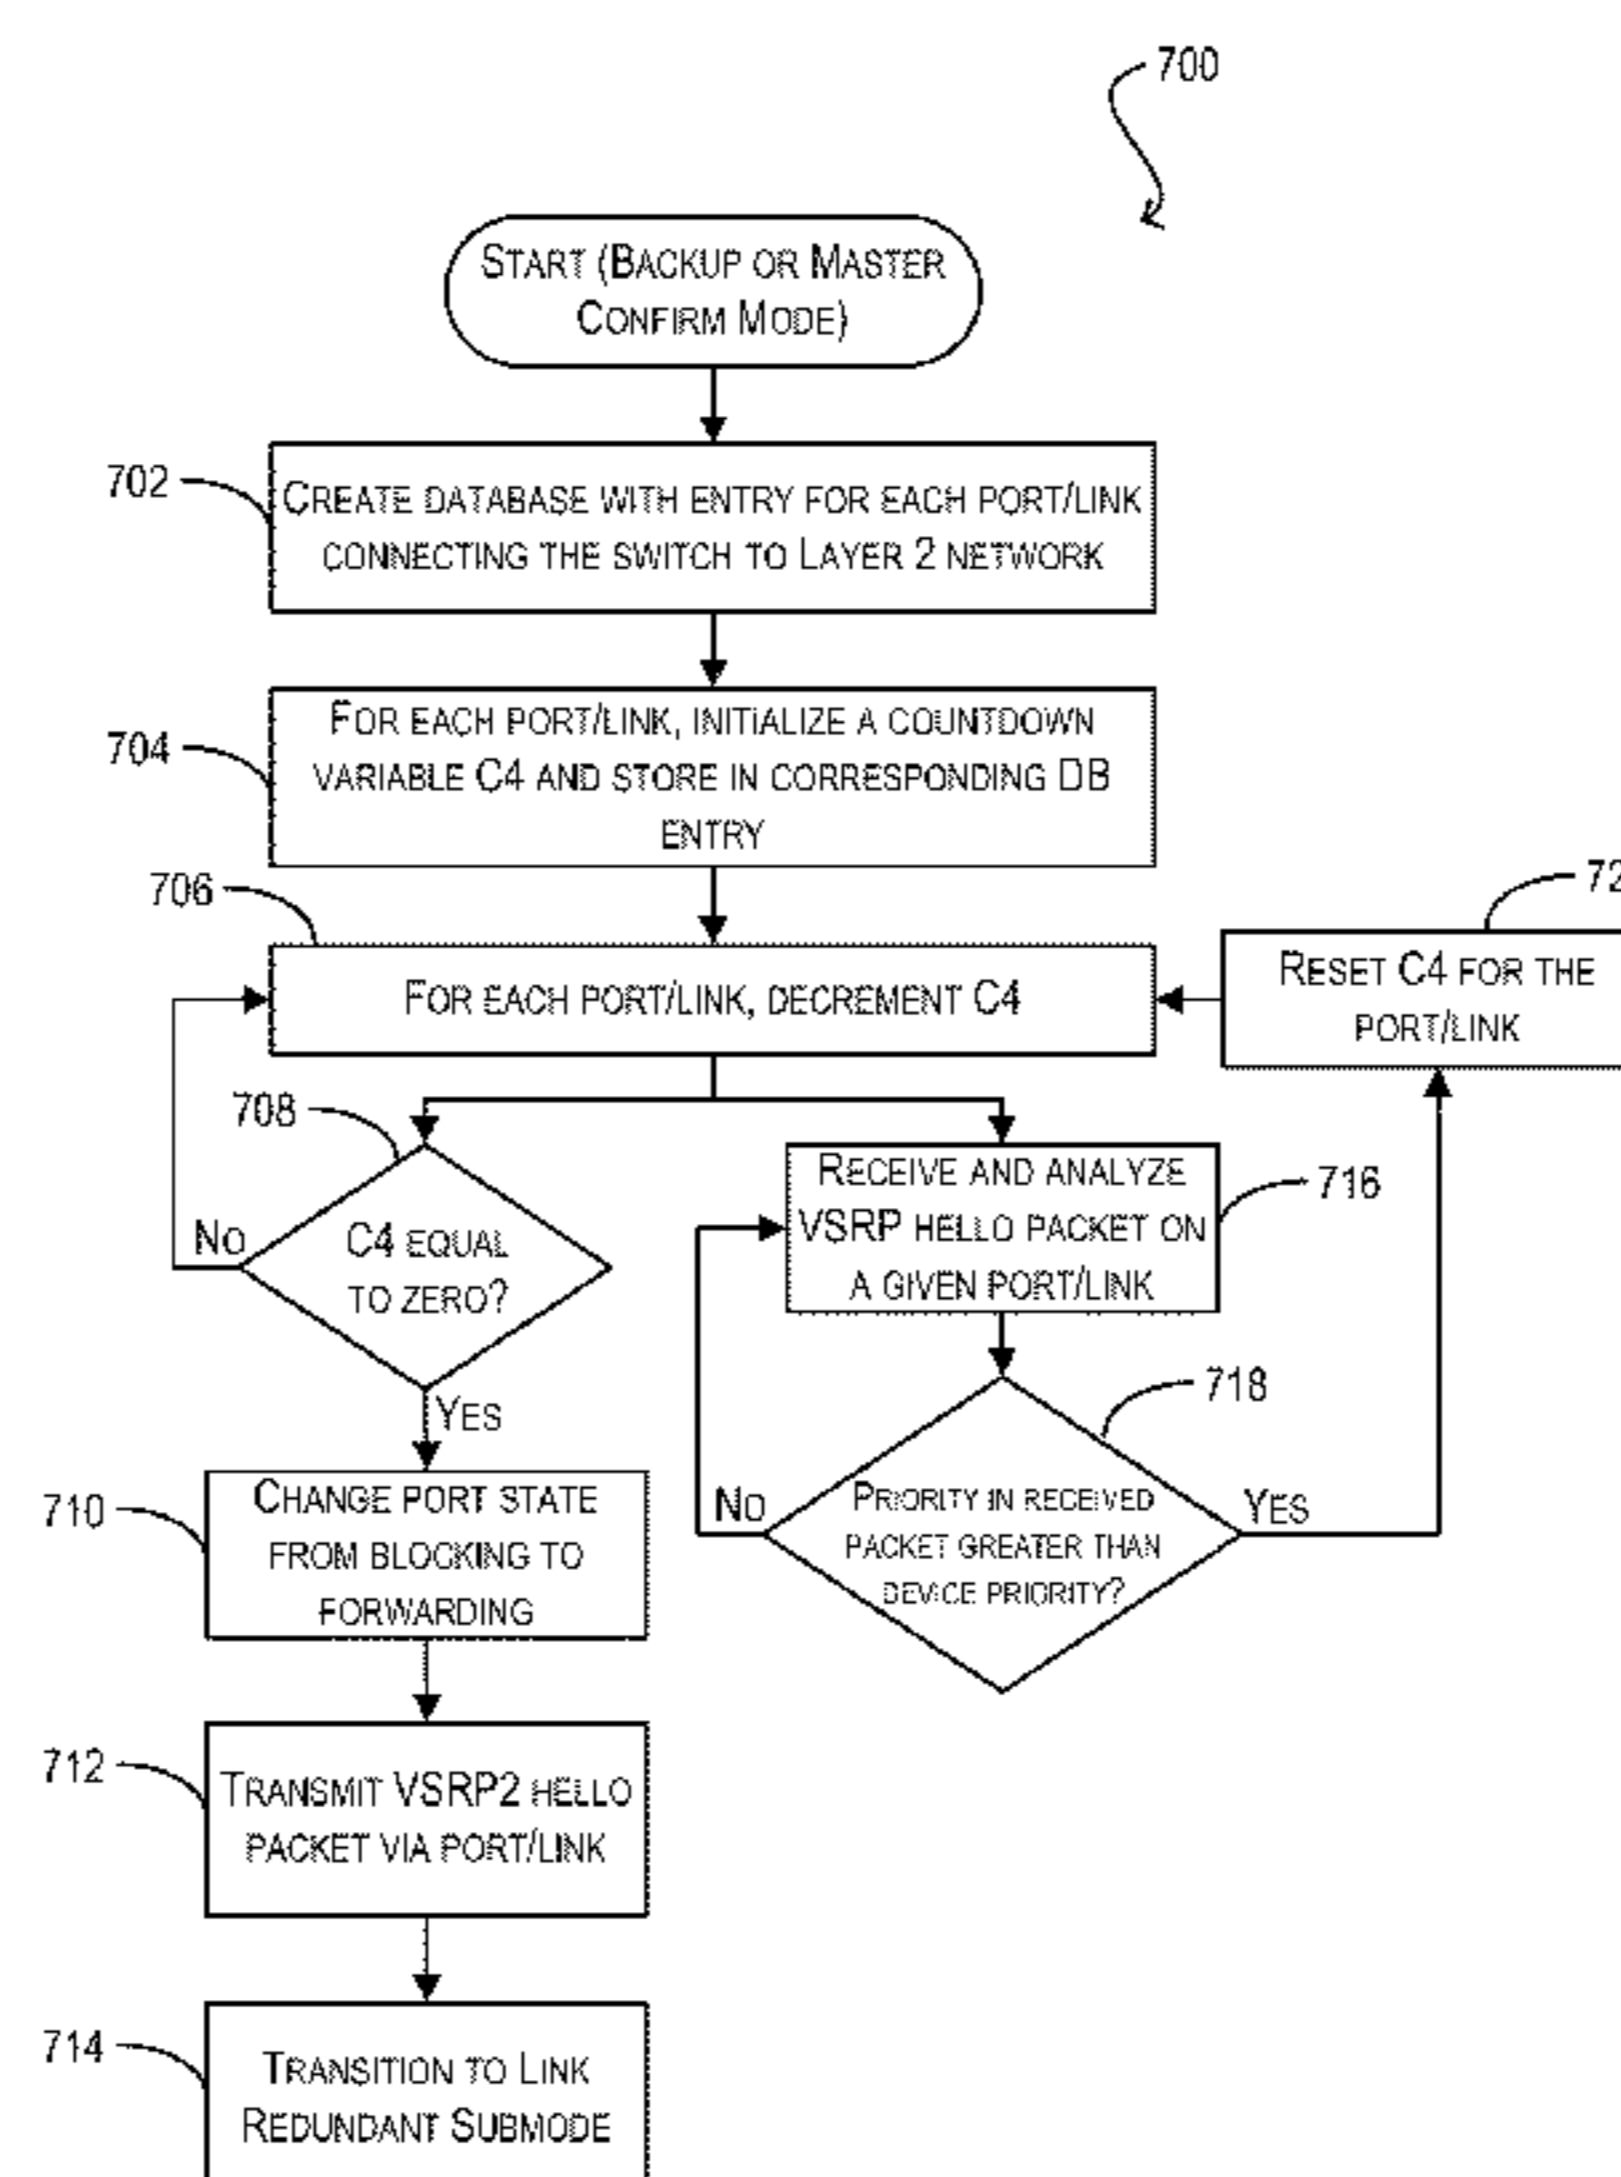 700
START (BACKUP OR MASTER
CONFIRM MODE)
702
CREATE DATABASE WITH ENTRY FOR EACH PORT/LINK
CONNECTING THE SWITCH TO LAYER 2 NETWORK
704
FOR EACH PORT/LINK, INITIALIZE A COUNTDOWN
VARIABLE C4 AND STORE IN CORRESPONDING DB
ENTRY
706
FOR EACH PORT/LINK, DECREMENT C4
72
RESET C4 FOR THE
PORT/LINK
708
NO
C4 EQUAL
TO ZERO?
YES
RECEIVE AND ANALYZE
VSRP HELLO PACKET ON
A GIVEN PORT/LINK
716
718
NO
PRIORITY IN RECEIVED
PACKET GREATER THAN
DEVICE PRIORITY?
YES
710
CHANGE PORT STATE
FROM BLOCKING TO
FORWARDING
712
TRANSMIT VSRP2 HELLO
PACKET VIA PORT/LINK
714
TRANSITION TO LINK
REDUNDANT SUBMODE